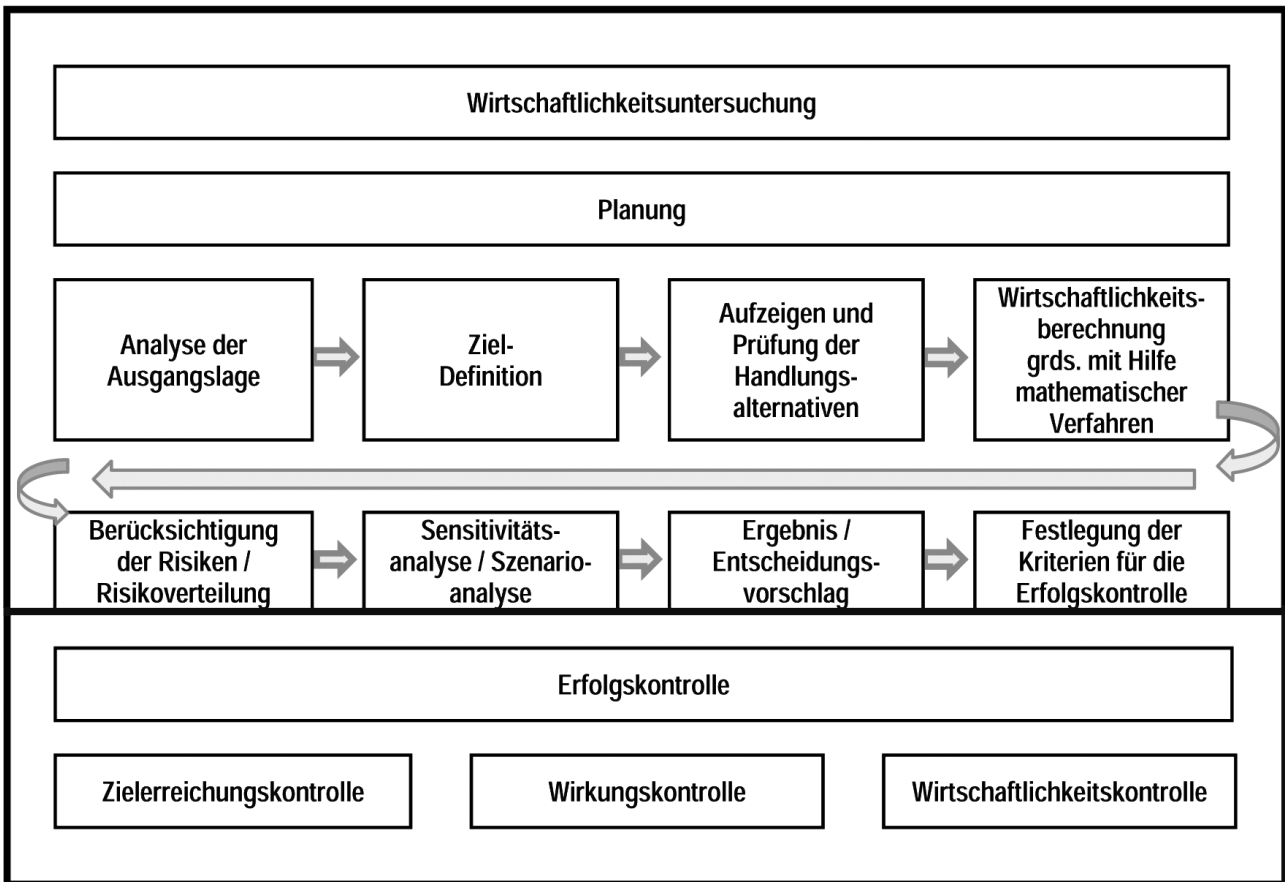 Wirtschaftlichkeitsuntersuchung
Planung
Analyse der
Ausgangslage
Ziel-
Definition
Aufzeigen und
Prüfung der
Handlungs-
alternativen
Wirtschaftlichkeits-
berechnung
grds. mit Hilfe
mathematischer
Verfahren
Berücksichtigung
der Risiken /
Risikoverteilung
Sensitivitäts-
analyse / Szenario-
analyse
Ergebnis /
Entscheidungs-
vorschlag
Festlegung der
Kriterien für die
Erfolgskontrolle
Erfolgskontrolle
Zielerreichungskontrolle
Wirkungskontrolle
Wirtschaftlichkeitskontrolle